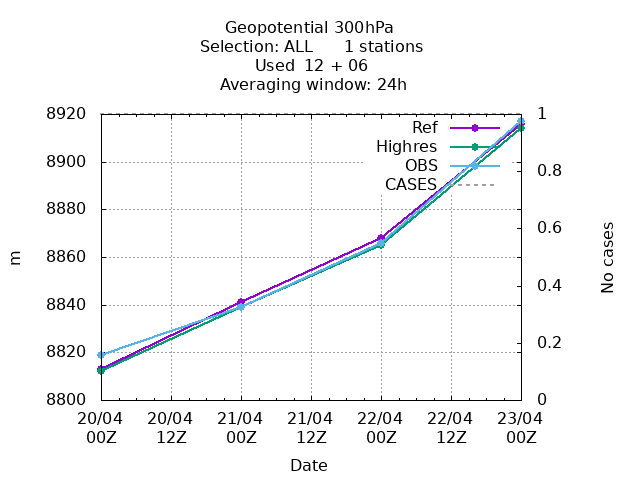 Geopotential 300hPa
Selection: ALL      1 stations
Used  12 + 06
Averaging window: 24h
8920
8900
8880
8860
8840
8820
8800
m
1
0.8
0.6
0.4
0.2
0
No cases
Ref
Highres
OBS
CASES
20/04 20/04 21/04 21/04 22/04 22/04 23/04
00Z 12Z 00Z 12Z 00Z 12Z 00Z
Date